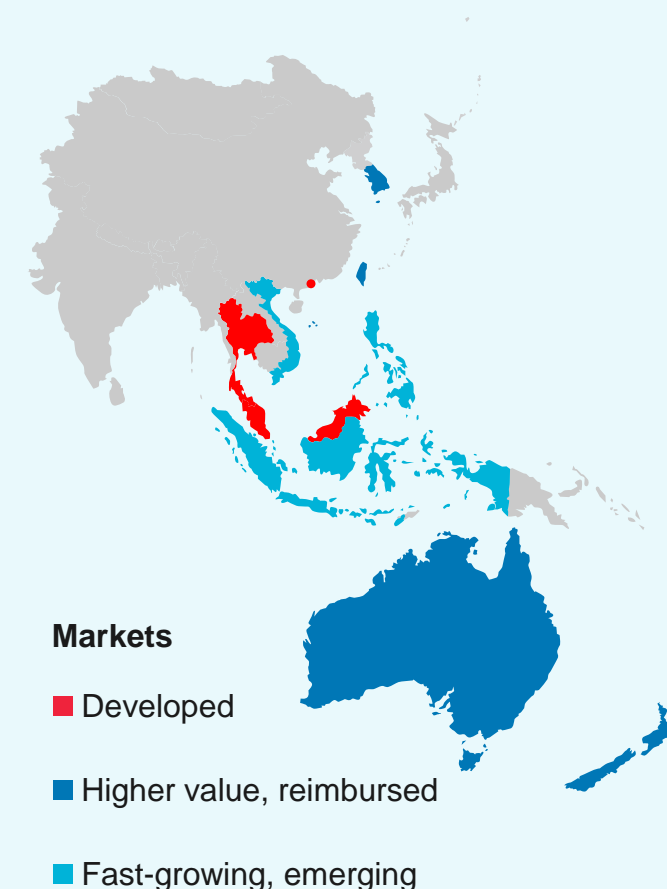 Markets
Developed
Higher value, reimbursed
Fast-growing, emerging